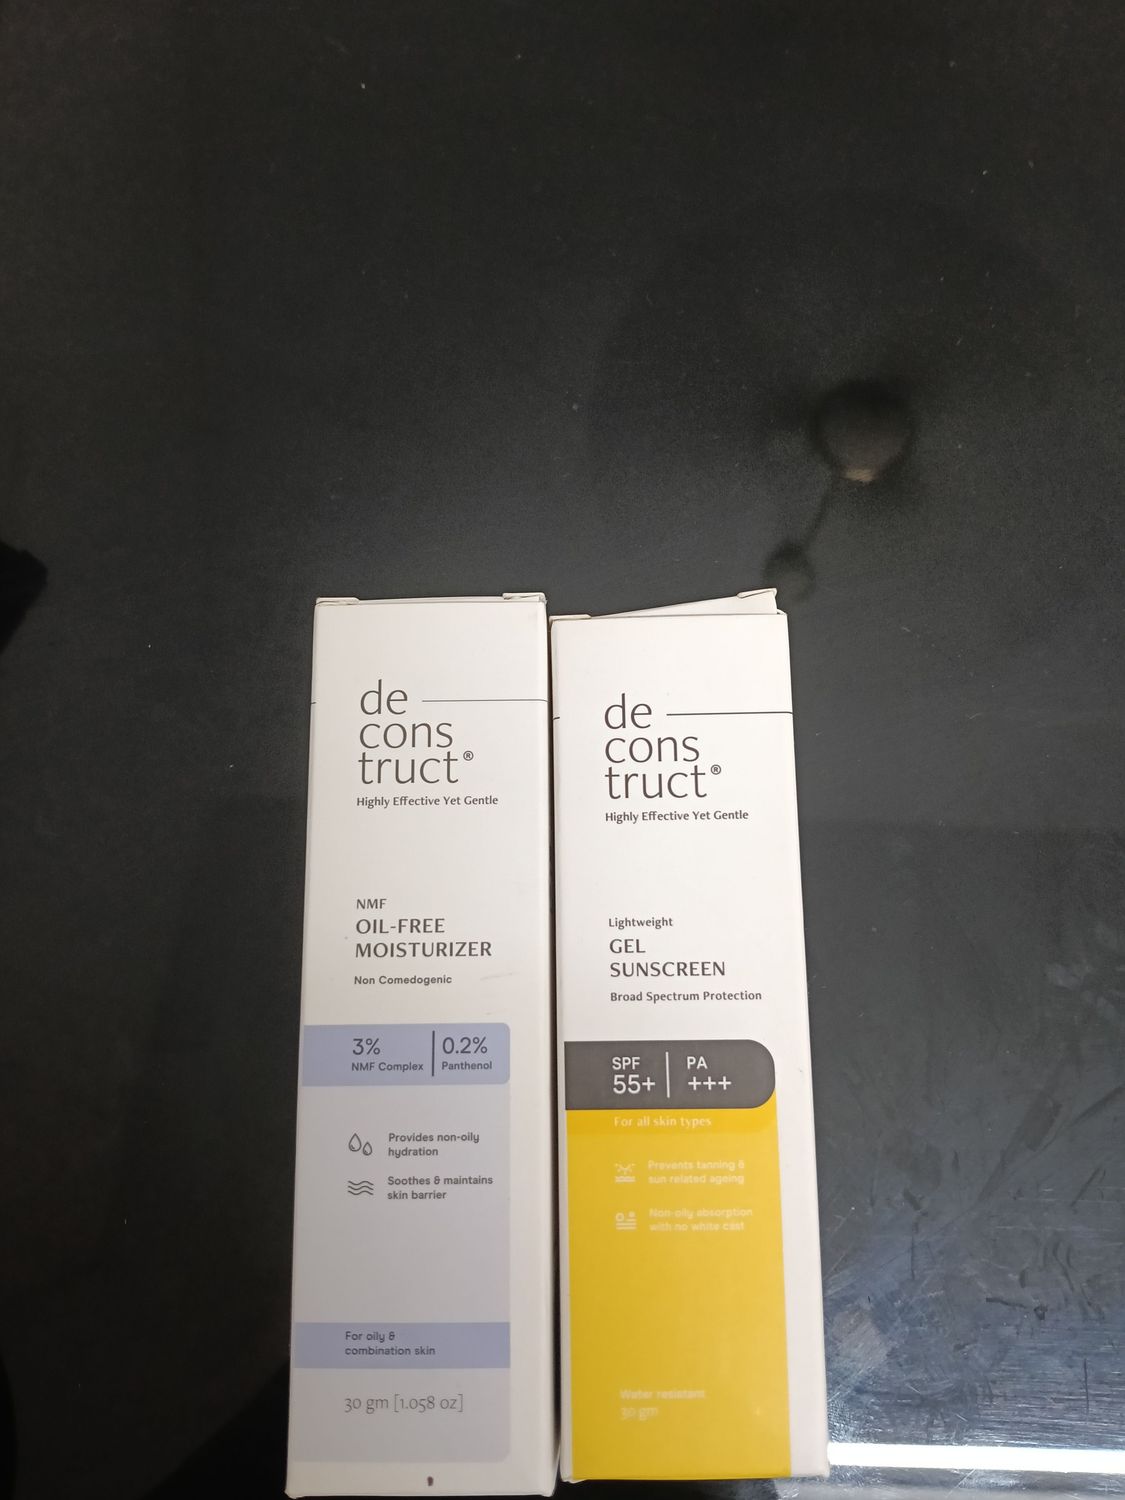 de
cons
truct®
Highly Effective Yet Gentle
NMF
OIL-FREE
MOISTURIZER
Non Comedogenic
3%
NMF Complex
0.2%
Panthenol
Provides non-oily
hydration
Soothes & maintains
skin barrier
For oily &
combination skin
30 gm [1.058 oz]
de
cons
truct®
Highly Effective Yet Gentle
Lightweight
GEL
SUNSCREEN
Broad Spectrum Protection
SPF
55+
PA
+++
For all skin types
Prevents tanning &
sun related ageing
Non-oily absorption
with no white cast
Water resistant
30 gm